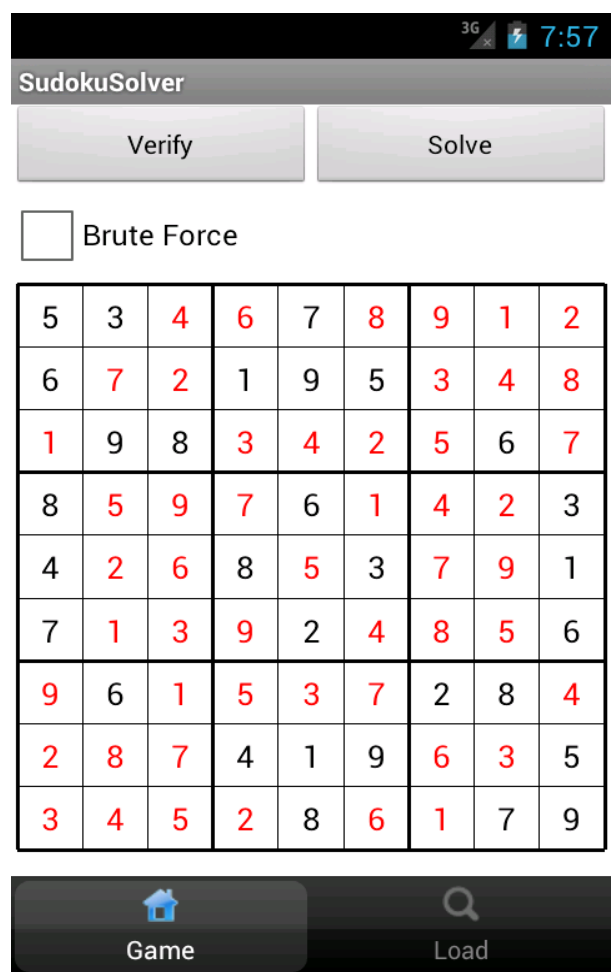 3G 7:57
SudokuSolver
Verify Solve
Brute Force
5 3 4 6 7 8 9 1 2
6 7 2 1 9 5 3 4 8
1 9 8 3 4 2 5 6 7
8 5 9 7 6 1 4 2 3
4 2 6 8 5 3 7 9 1
7 1 3 9 2 4 8 5 6
9 6 1 5 3 7 2 8 4
2 8 7 4 1 9 6 3 5
3 4 5 2 8 6 1 7 9
Game Load